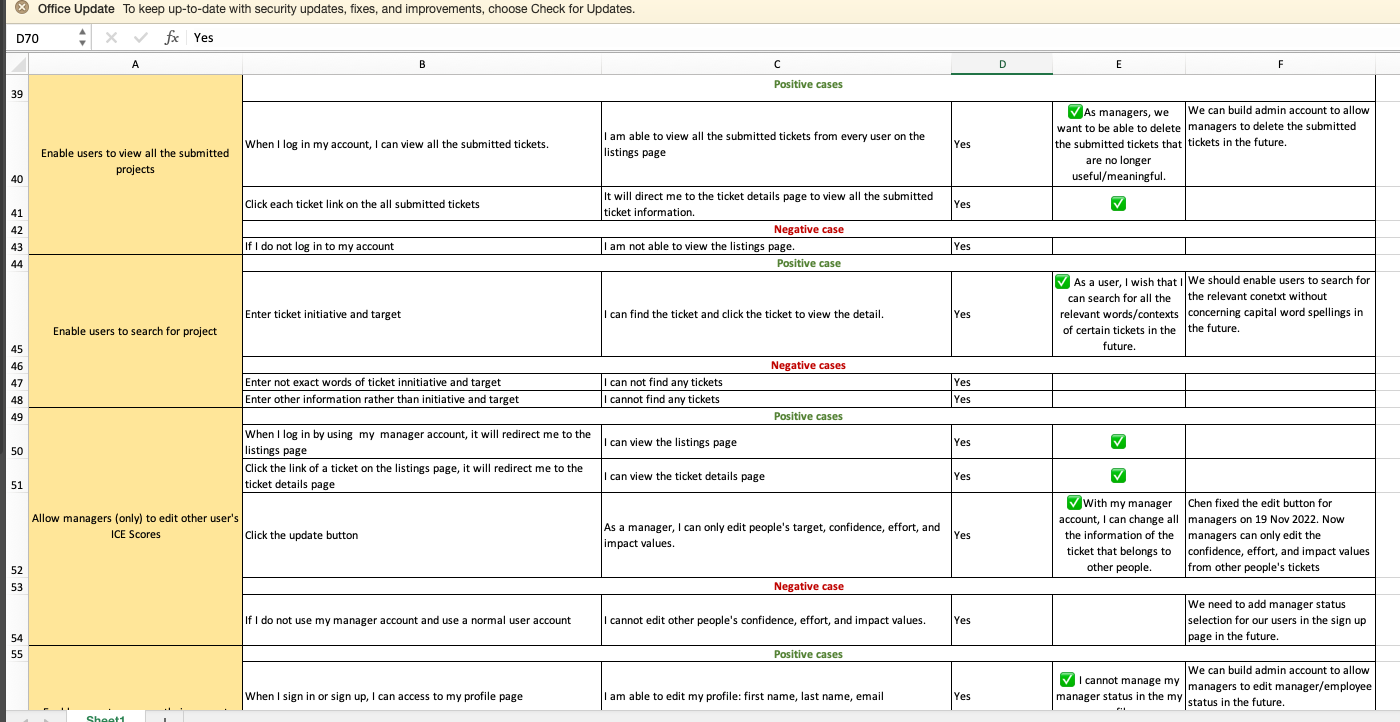 Office Update To keep up-to-date with security updates, fixes, and improvements, choose Check for Updates.
D70 fx Yes
A B C D E F
39 Positive cases
Enable users to view all the submitted
projects
40
When I log in my account, I can view all the submitted tickets.
I am able to view all the submitted tickets from every user on the
listings page
Yes
✅As managers, we
want to be able to delete
the submitted tickets that
are no longer
useful/meaningful.
We can build admin account to allow
managers to delete the submitted
tickets in the future.
41
Click each ticket link on the all submitted tickets
It will direct me to the ticket details page to view all the submitted
ticket information.
Yes
✅
42 Negative case
43 If I do not log in to my account I am not able to view the listings page. Yes
44 Positive case
Enable users to search for project
45
Enter ticket initiative and target
I can find the ticket and click the ticket to view the detail.
Yes
✅ As a user, I wish that I
can search for all the
relevant words/contexts
of certain tickets in the
future.
We should enable users to search for
the relevant conetxt without
concerning capital word spellings in
the future.
46 Negative cases
47 Enter not exact words of ticket innitiative and target I can not find any tickets Yes
48 Enter other information rather than initiative and target I cannot find any tickets Yes
49 Positive cases
Allow managers (only) to edit other user's
ICE Scores
50
When I log in by using my manager account, it will redirect me to the
listings page
I can view the listings page
Yes
✅
51
Click the link of a ticket on the listings page, it will redirect me to the
ticket details page
I can view the ticket details page
Yes
✅
52
Click the update button
As a manager, I can only edit people's target, confidence, effort, and
impact values.
Yes
✅With my manager
account, I can change all
the information of the
ticket that belongs to
other people.
Chen fixed the edit button for
managers on 19 Nov 2022. Now
managers can only edit the
confidence, effort, and impact values
from other people's tickets
53 Negative case
54
If I do not use my manager account and use a normal user account
I cannot edit other people's confidence, effort, and impact values.
Yes
We need to add manager status
selection for our users in the sign up
page in the future.
55 Positive cases
When I sign in or sign up, I can access to my profile page
I am able to edit my profile: first name, last name, email
Yes
✅ I cannot manage my
manager status in the my
We can build admin account to allow
managers to edit manager/employee
status in the future.
Sheet1 +